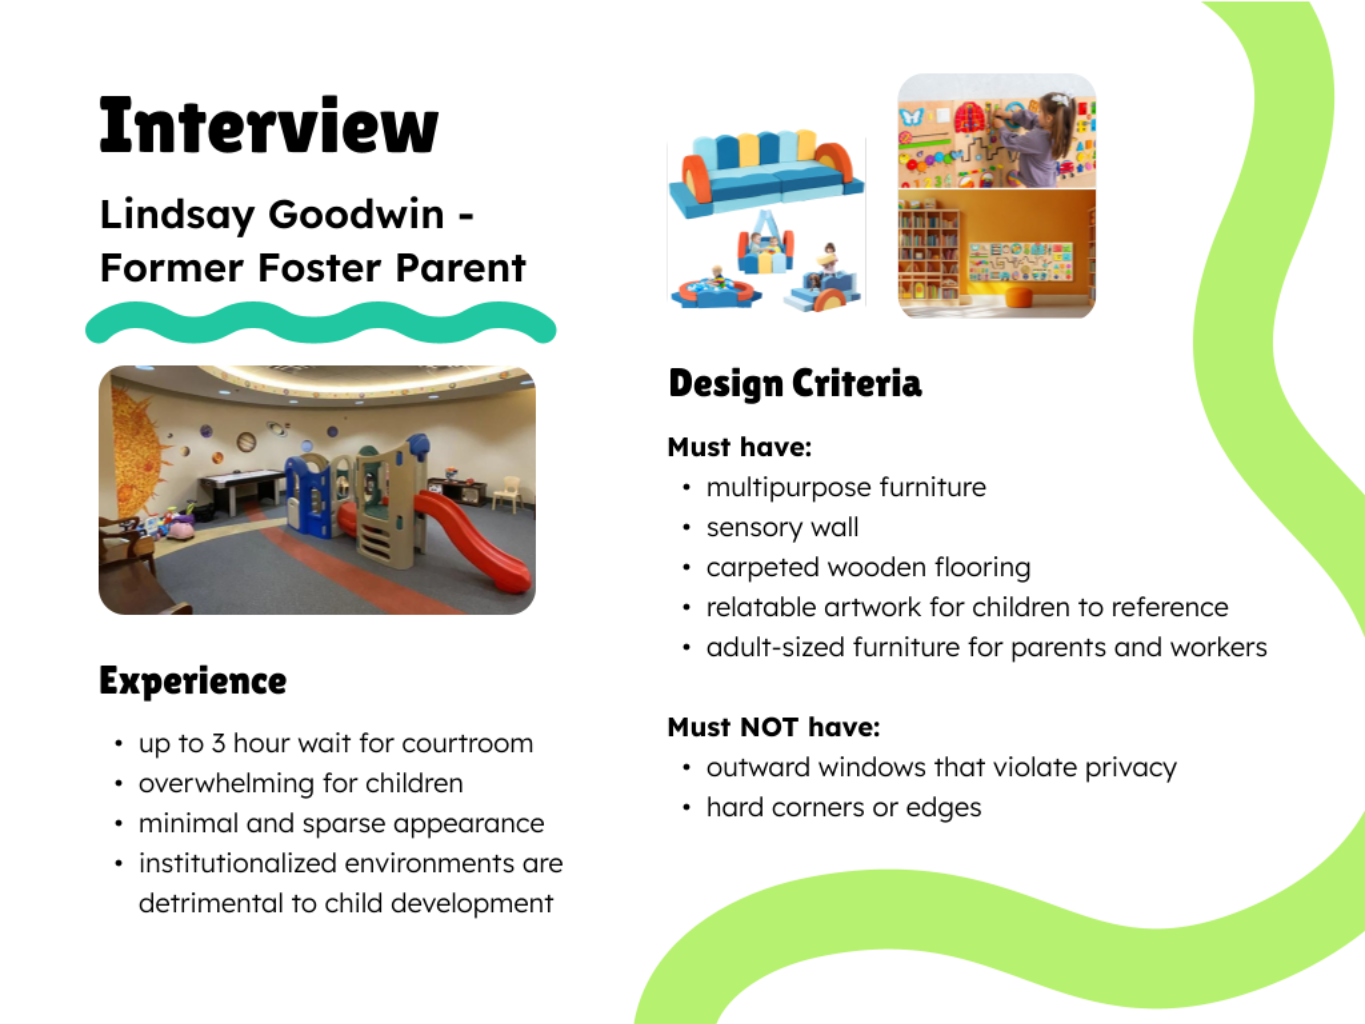 Interview
Lindsay Goodwin -
Former Foster Parent
Experience
• up to 3 hour wait for courtroom
• overwhelming for children
• minimal and sparse appearance
• institutionalized environments are
detrimental to child development
Design Criteria
Must have:
• multipurpose furniture
• sensory wall
• carpeted wooden flooring
• relatable artwork for children to reference
• adult-sized furniture for parents and workers
Must NOT have:
• outward windows that violate privacy
• hard corners or edges